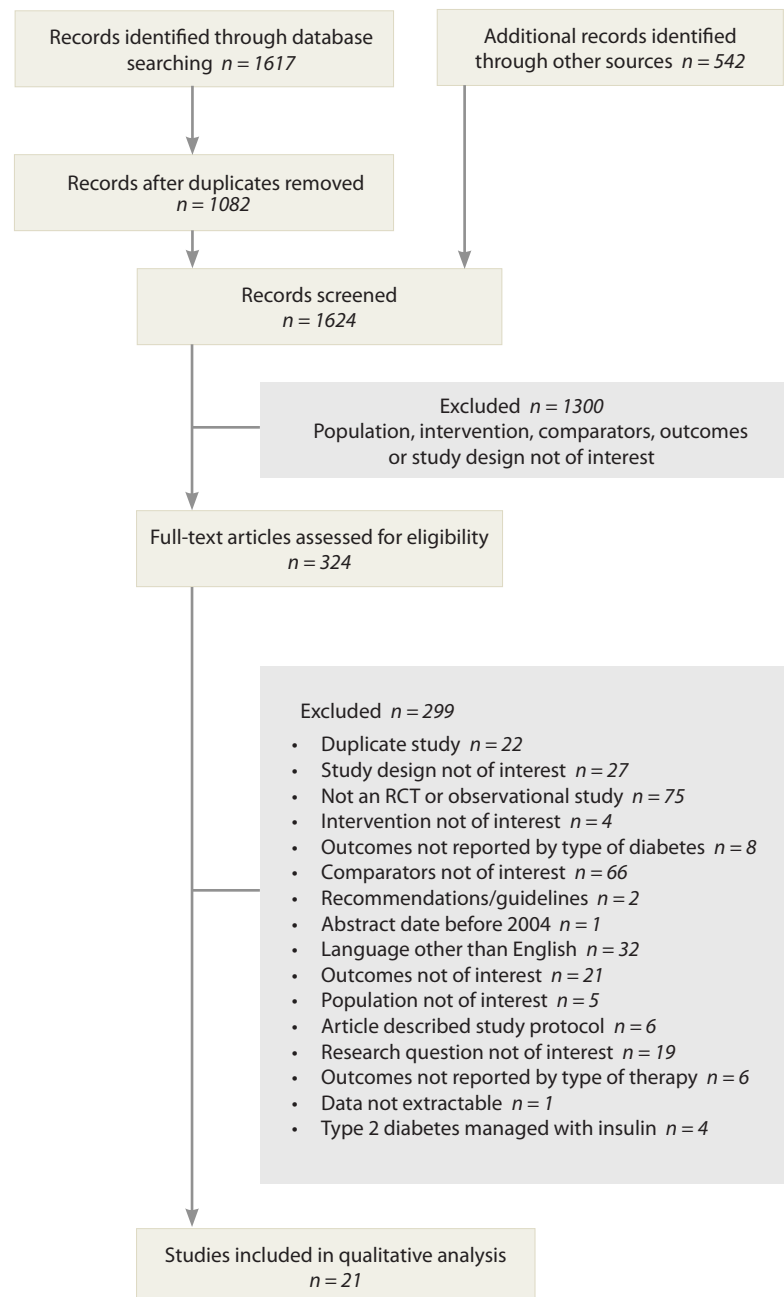 Records identified through database
searching n = 1617
Additional records identified
through other sources n = 542
Records after duplicates removed
n = 1082
Records screened
n = 1624
Excluded n = 1300
Population, intervention, comparators, outcomes
or study design not of interest
Full-text articles assessed for eligibility
n = 324
Excluded n = 299
• Duplicate study n = 22
• Study design not of interest n = 27
• Not an RCT or observational study n = 75
• Intervention not of interest n = 4
• Outcomes not reported by type of diabetes n = 8
• Comparators not of interest n = 66
• Recommendations/guidelines n = 2
• Abstract date before 2004 n = 1
• Language other than English n = 32
• Outcomes not of interest n = 21
• Population not of interest n = 5
• Article described study protocol n = 6
• Research question not of interest n = 19
• Outcomes not reported by type of therapy n = 6
• Data not extractable n = 1
• Type 2 diabetes managed with insulin n = 4
Studies included in qualitative analysis
n = 21